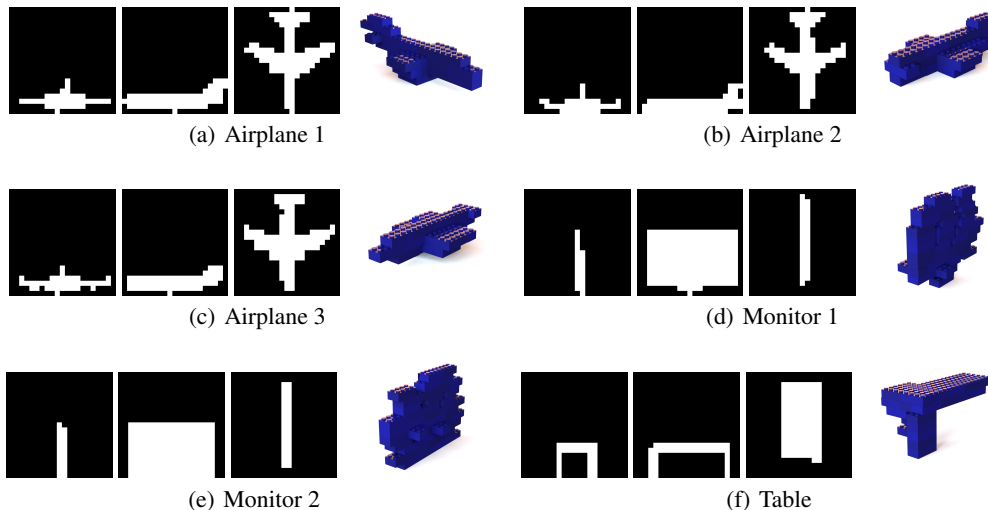 (a) Airplane 1
(b) Airplane 2
(c) Airplane 3
(d) Monitor 1
(e) Monitor 2
(f) Table